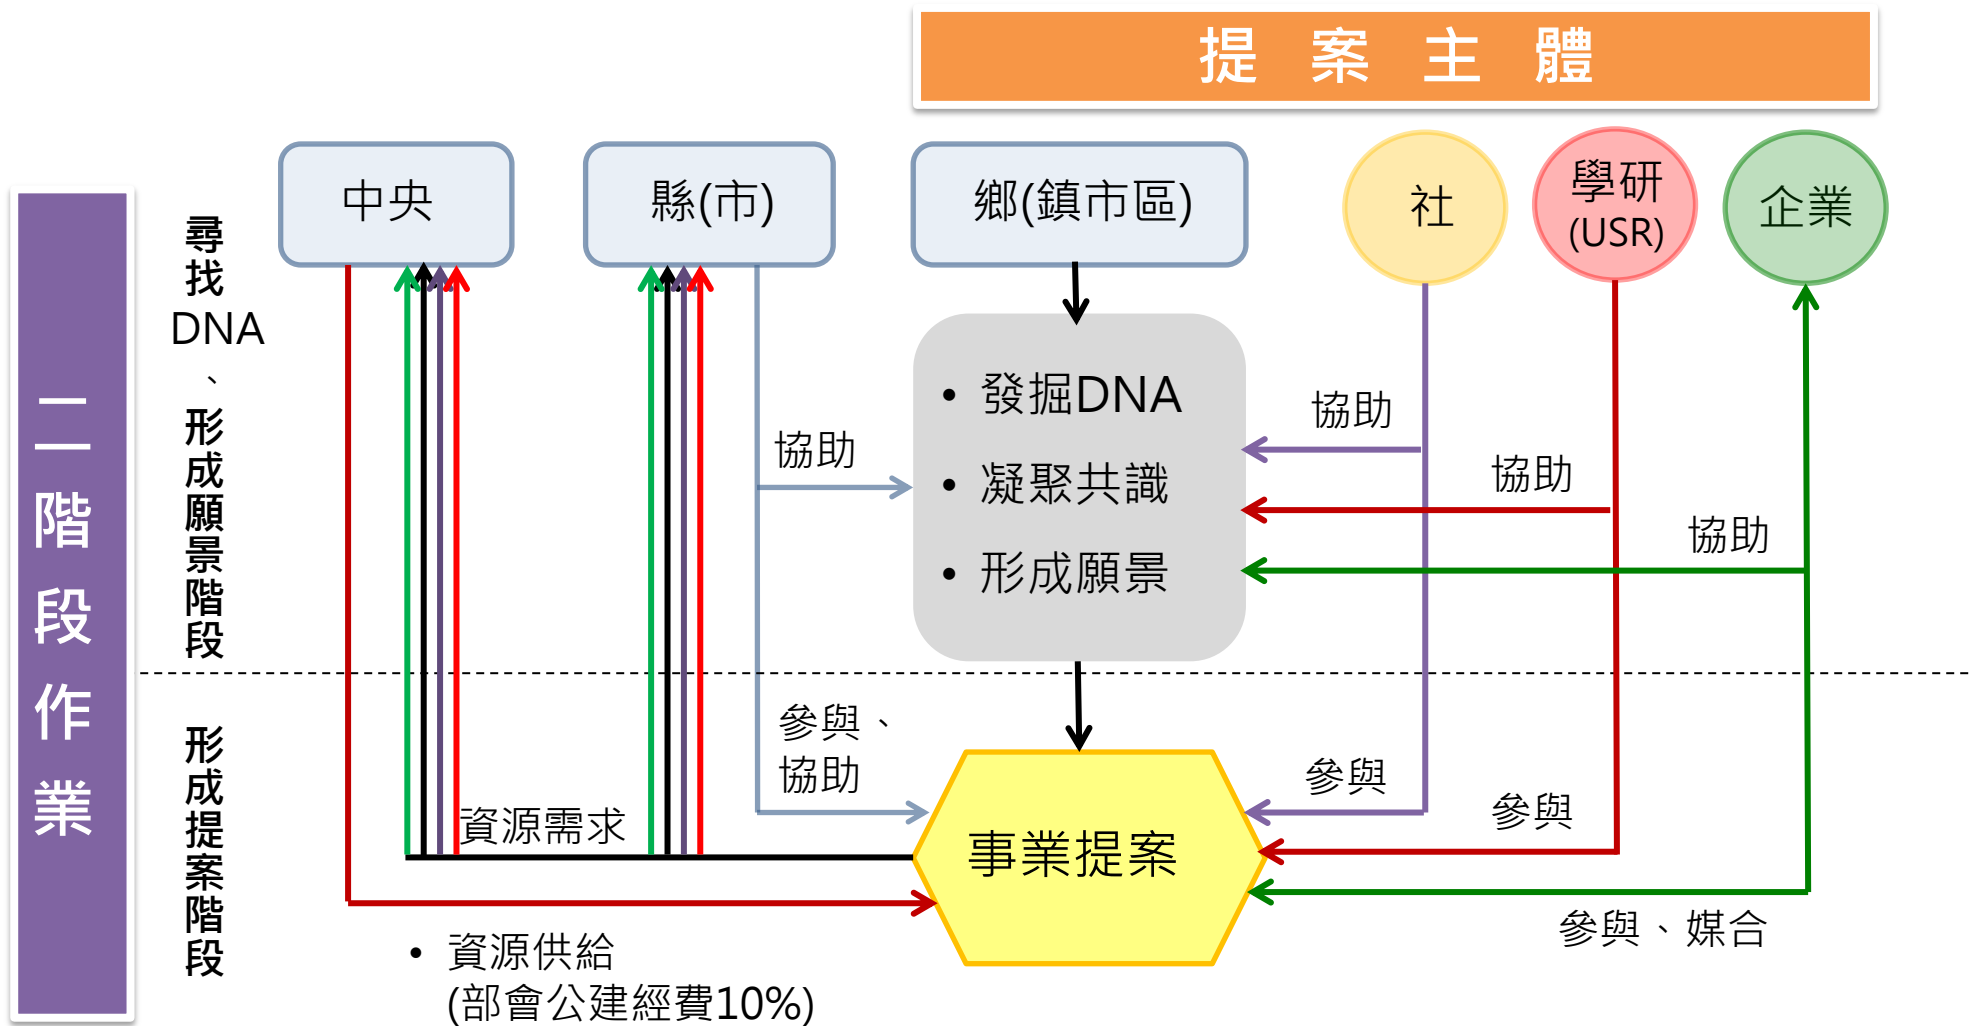 提案主體
中央
縣(市)
鄉(鎮市區)
社
學研
(USR)
企業
二階段作業
尋找DNA、形成願景階段
• 發掘DNA
• 凝聚共識
• 形成願景
協助
協助
協助
協助
形成提案階段
參與、
協助
參與
參與
參與、媒合
資源需求
事業提案
• 資源供給
(部會公建經費10%)